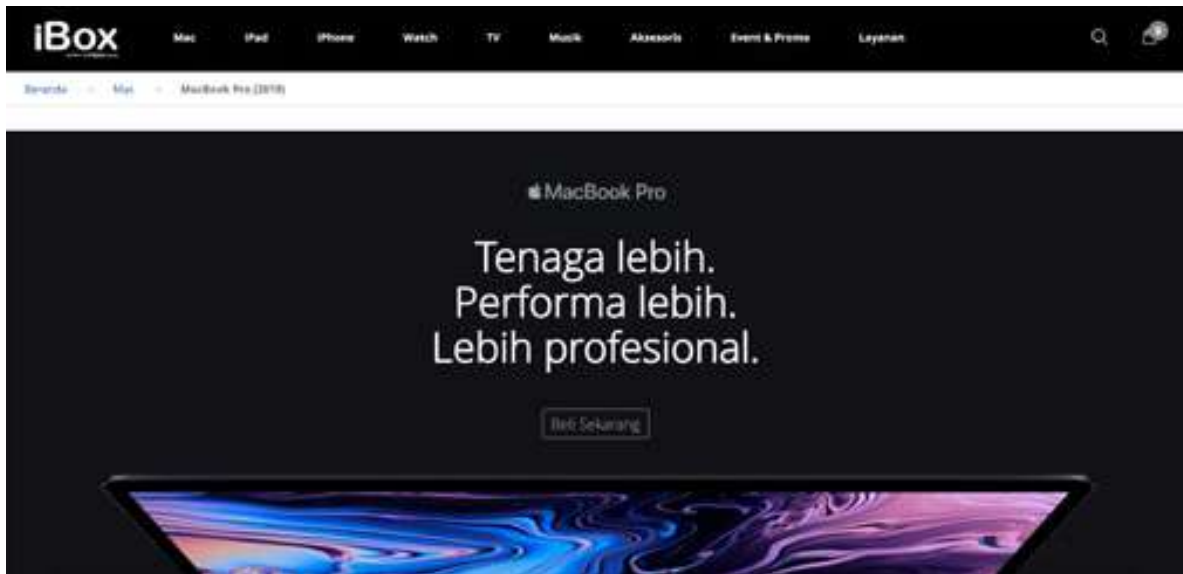 iBox
Mac iPad iPhone Watch TV Musik Aksesoris Event & Promo Layanan
Beranda Mac MacBook Pro
MacBook Pro
Tenaga lebih.
Performa lebih.
Lebih profesional.
Beli Sekarang